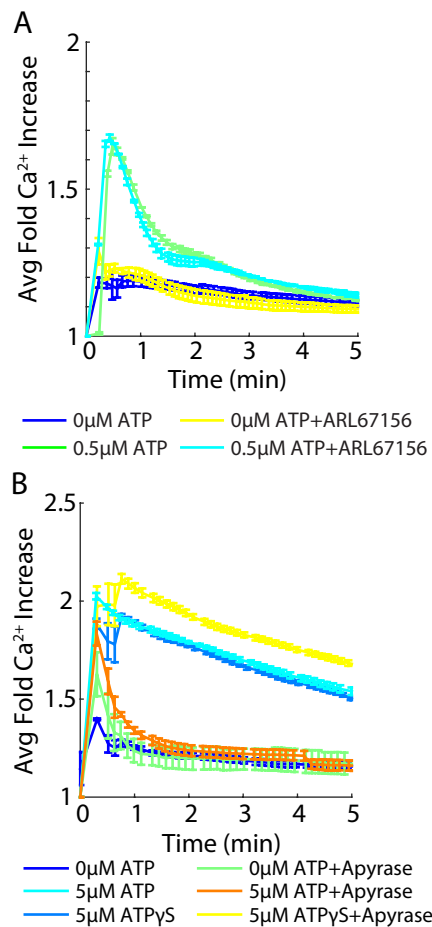 A
Avg Fold Ca²⁺ Increase
2
1.5
1
0 1 2 3 4 5
Time (min)
0µM ATP 0µM ATP+ARL67156
0.5µM ATP 0.5µM ATP+ARL67156
B
Avg Fold Ca²⁺ Increase
2.5
2
1.5
1
0 1 2 3 4 5
Time (min)
0µM ATP 0µM ATP+Apyrase
5µM ATP 5µM ATP+Apyrase
5µM ATPγS 5µM ATPγS+Apyrase